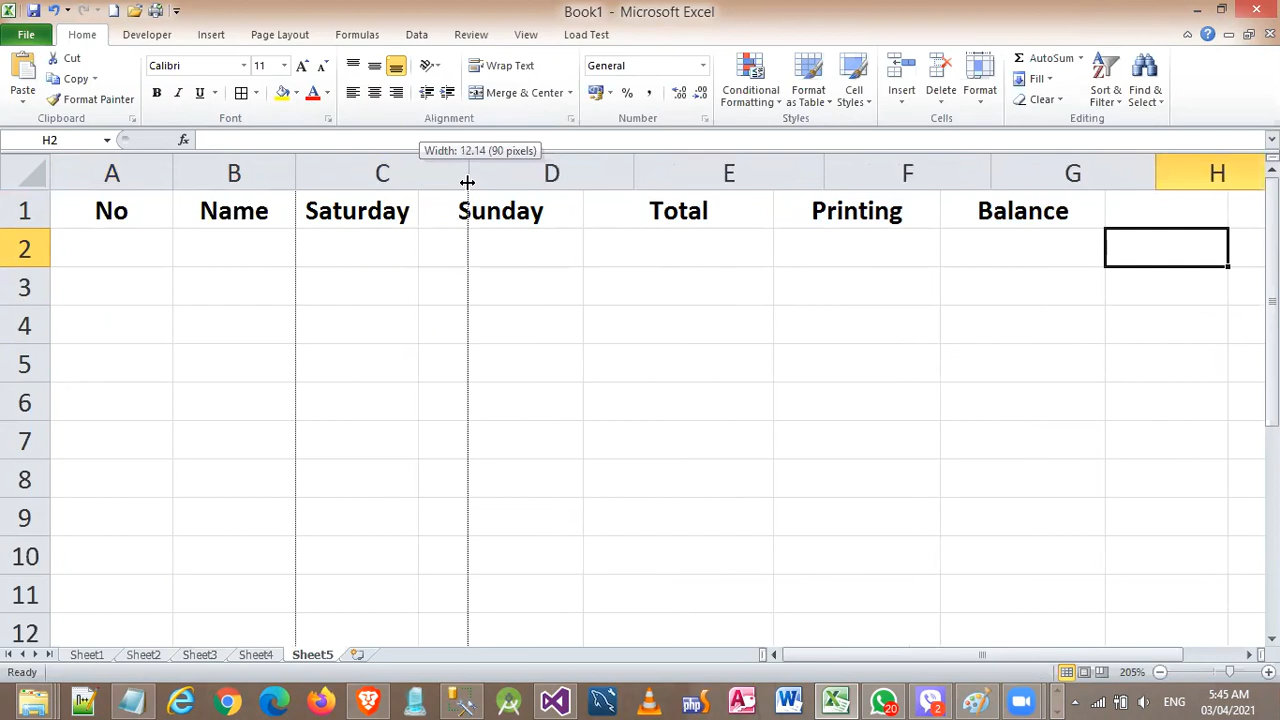 Book1 - Microsoft Excel
File Home Developer Insert Page Layout Formulas Data Review View Load Test
Paste Cut Copy Format Painter Clipboard
Calibri 11 A A B I U A Font
Wrap Text Merge & Center Alignment
General % , Number
Conditional Formatting Format as Table Cell Styles Styles
Insert Delete Format Cells
Σ AutoSum Fill Clear Sort & Filter Find & Select Editing
H2 fx
Width: 12.14 (90 pixels)
A B C D E F G H
1 No Name Saturday Sunday Total Printing Balance
2
3
4
5
6
7
8
9
10
11
12
Sheet1 Sheet2 Sheet3 Sheet4 Sheet5
Ready 205%
php 20 2 ENG 5:45 AM
03/04/2021